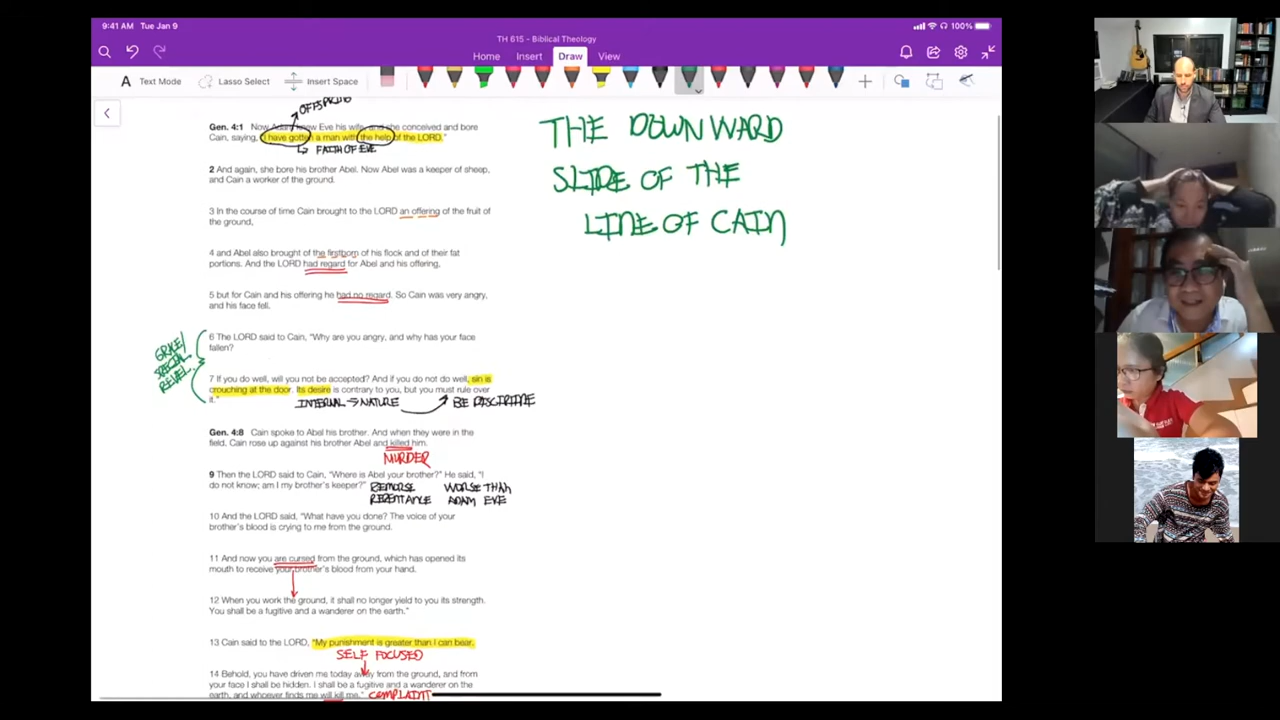 9:41 AM Tue Jan 9
100%
TH 615 - Biblical Theology
Home Insert Draw View
Text Mode Lasso Select Insert Space
OFFSPRING
THE DOWNWARD
SLIDE OF THE
LINE OF CAIN
Gen. 4:1 Now Adam knew Eve his wife, and she conceived and bore
Cain, saying, "I have gotten a man with the help of the LORD."
FAITH OF EVE
2 And again, she bore his brother Abel. Now Abel was a keeper of sheep,
and Cain a worker of the ground.
3 In the course of time Cain brought to the LORD an offering of the fruit of
the ground,
4 and Abel also brought of the firstborn of his flock and of their fat
portions. And the LORD had regard for Abel and his offering,
5 but for Cain and his offering he had no regard. So Cain was very angry,
and his face fell.
6 The LORD said to Cain, "Why are you angry, and why has your face
fallen?
GRACE/
SPECIAL
REVEL.
7 If you do well, will you not be accepted? And if you do not do well, sin is
crouching at the door. Its desire is contrary to you, but you must rule over
it."
INTERNAL → NATURE BE DISCIPLINE
Gen. 4:8 Cain spoke to Abel his brother. And when they were in the
field, Cain rose up against his brother Abel and killed him.
MURDER
9 Then the LORD said to Cain, "Where is Abel your brother?" He said, "I
do not know; am I my brother's keeper?"
REMORSE WORSE THAN
REPENTANCE ADAM EVE
10 And the LORD said, "What have you done? The voice of your
brother's blood is crying to me from the ground.
11 And now you are cursed from the ground, which has opened its
mouth to receive your brother's blood from your hand.
12 When you work the ground, it shall no longer yield to you its strength.
You shall be a fugitive and a wanderer on the earth."
13 Cain said to the LORD, "My punishment is greater than I can bear.
SELF FOCUSED
14 Behold, you have driven me today away from the ground, and from
your face I shall be hidden. I shall be a fugitive and a wanderer on the
earth, and whoever finds me will kill me." COMPLAINT